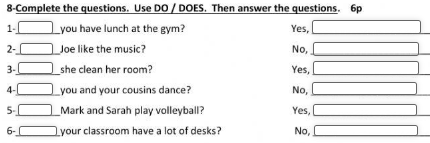 8-Complete the questions. Use DO / DOES. Then answer the questions. 6p
1- you have lunch at the gym? Yes,
2- Joe like the music? No,
3- she clean her room? Yes,
4- you and your cousins dance? No,
5- Mark and Sarah play volleyball? Yes,
6- your classroom have a lot of desks? No,